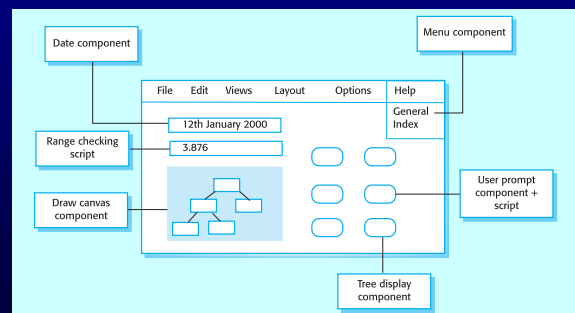 Date component
Menu component
File Edit Views Layout Options Help
General
Index
12th January 2000
Range checking
script
3.876
User prompt
component +
script
Draw canvas
component
Tree display
component